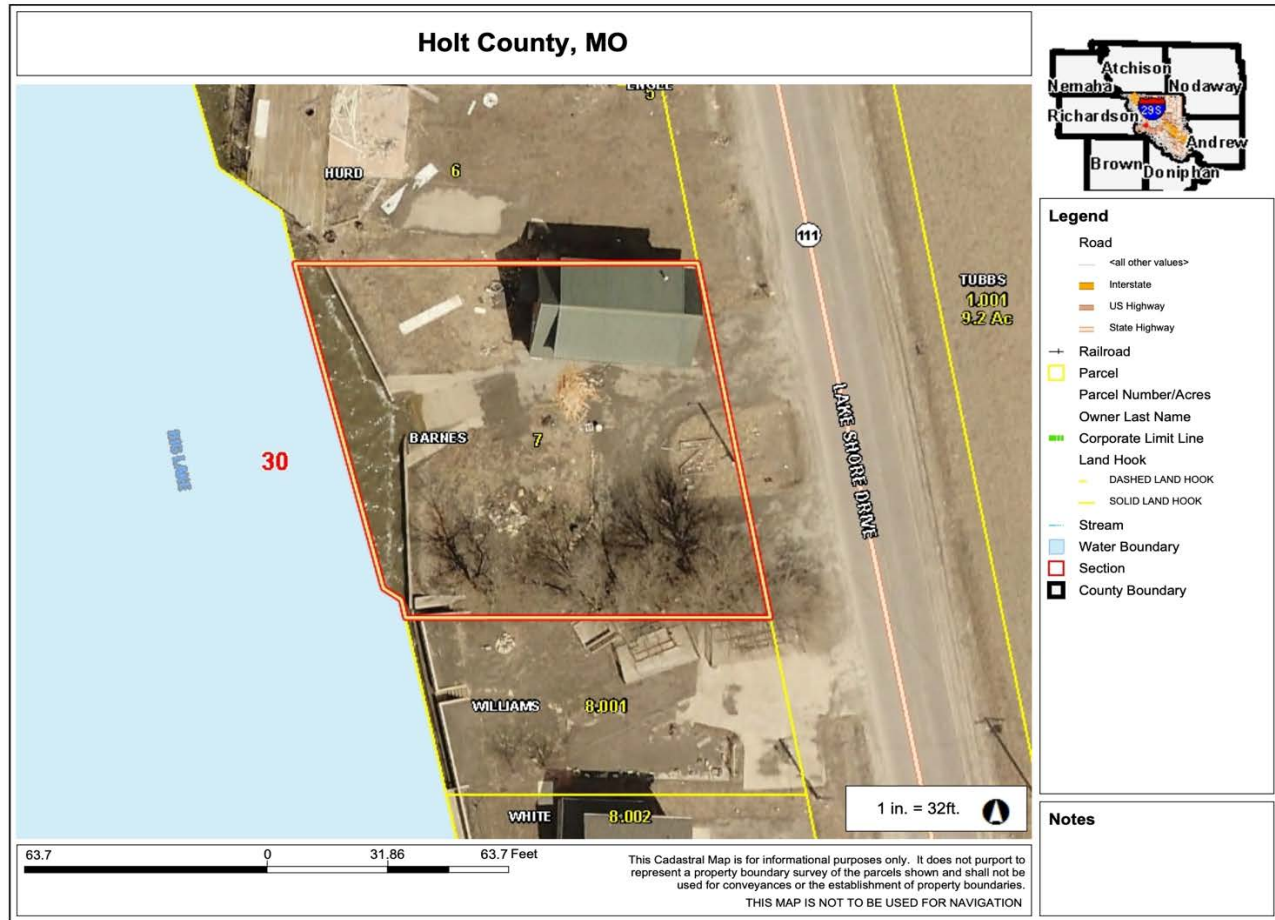 Holt County, MO
Atchison
Nemaha
Nodaway
Richardson
29S
Andrew
Brown
Doniphan
ENGLE
5
HURD
6
111
TUBBS
1.001
9.2 Ac
BIG LAKE
30
BARNES
7
LAKE SHORE DRIVE
WILLIAMS
8.001
WHITE
8.002
1 in. = 32ft.
Legend
Road
<all other values>
Interstate
US Highway
State Highway
Railroad
Parcel
Parcel Number/Acres
Owner Last Name
Corporate Limit Line
Land Hook
DASHED LAND HOOK
SOLID LAND HOOK
Stream
Water Boundary
Section
County Boundary
Notes
63.7 0 31.86 63.7 Feet
This Cadastral Map is for informational purposes only. It does not purport to
represent a property boundary survey of the parcels shown and shall not be
used for conveyances or the establishment of property boundaries.
THIS MAP IS NOT TO BE USED FOR NAVIGATION